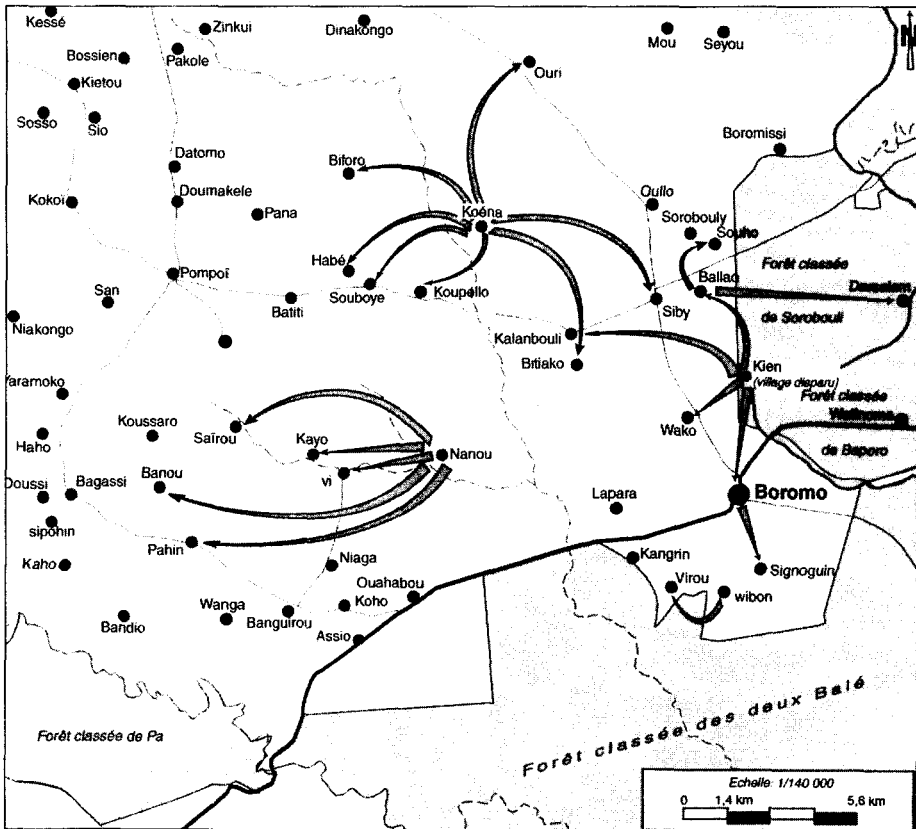 Kessé
Zinkui
Dinakongo
Mou
Seyou
N
Bossien
Pakole
Ouri
Kietou
Sosso
Sio
Boromissi
Datomo
Biforo
Kokoï
Doumakele
Pana
Koéna
Oullo
Sorobouly
Souho
Habé
Forêt classée
Pompoï
Souboye
Koupello
Ballao
San
Batiti
Siby
de Sorobouli
Niakongo
Kalanbouli
Bitiako
Kien
(village disparu)
Yaramoko
Forêt classée
Koussaro
Saïrou
Kayo
Nanou
Wako
Haho
Banou
vi
de Baporo
Doussi
Bagassi
Lapara
Boromo
sipohin
Pahin
Kaho
Niaga
Kangrin
Signoguin
Ouahabou
Virou
wibon
Koho
Wanga
Banguirou
Bandio
Assio
Forêt classée des deux Balé
Forêt classée de Pa
Echelle: 1/140 000
0 1,4 km 5,6 km